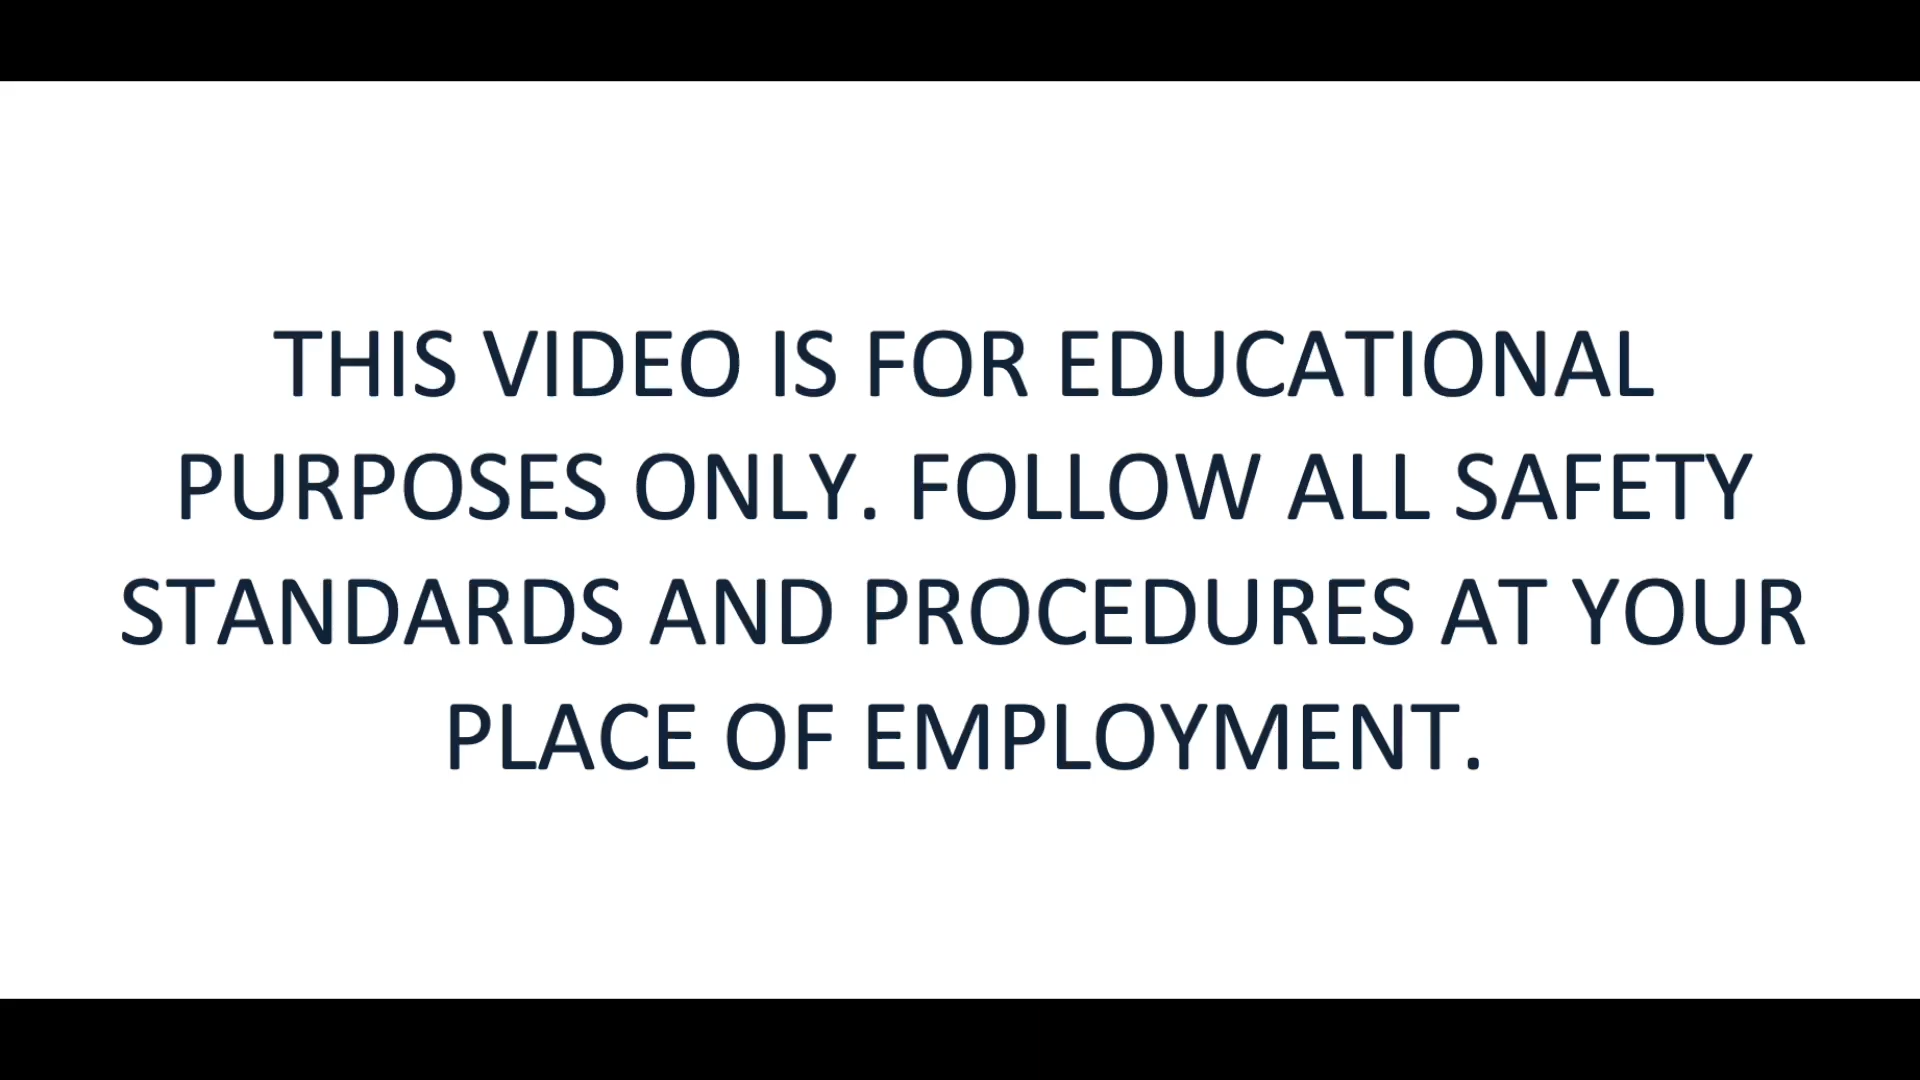 THIS VIDEO IS FOR EDUCATIONAL
PURPOSES ONLY. FOLLOW ALL SAFETY
STANDARDS AND PROCEDURES AT YOUR
PLACE OF EMPLOYMENT.